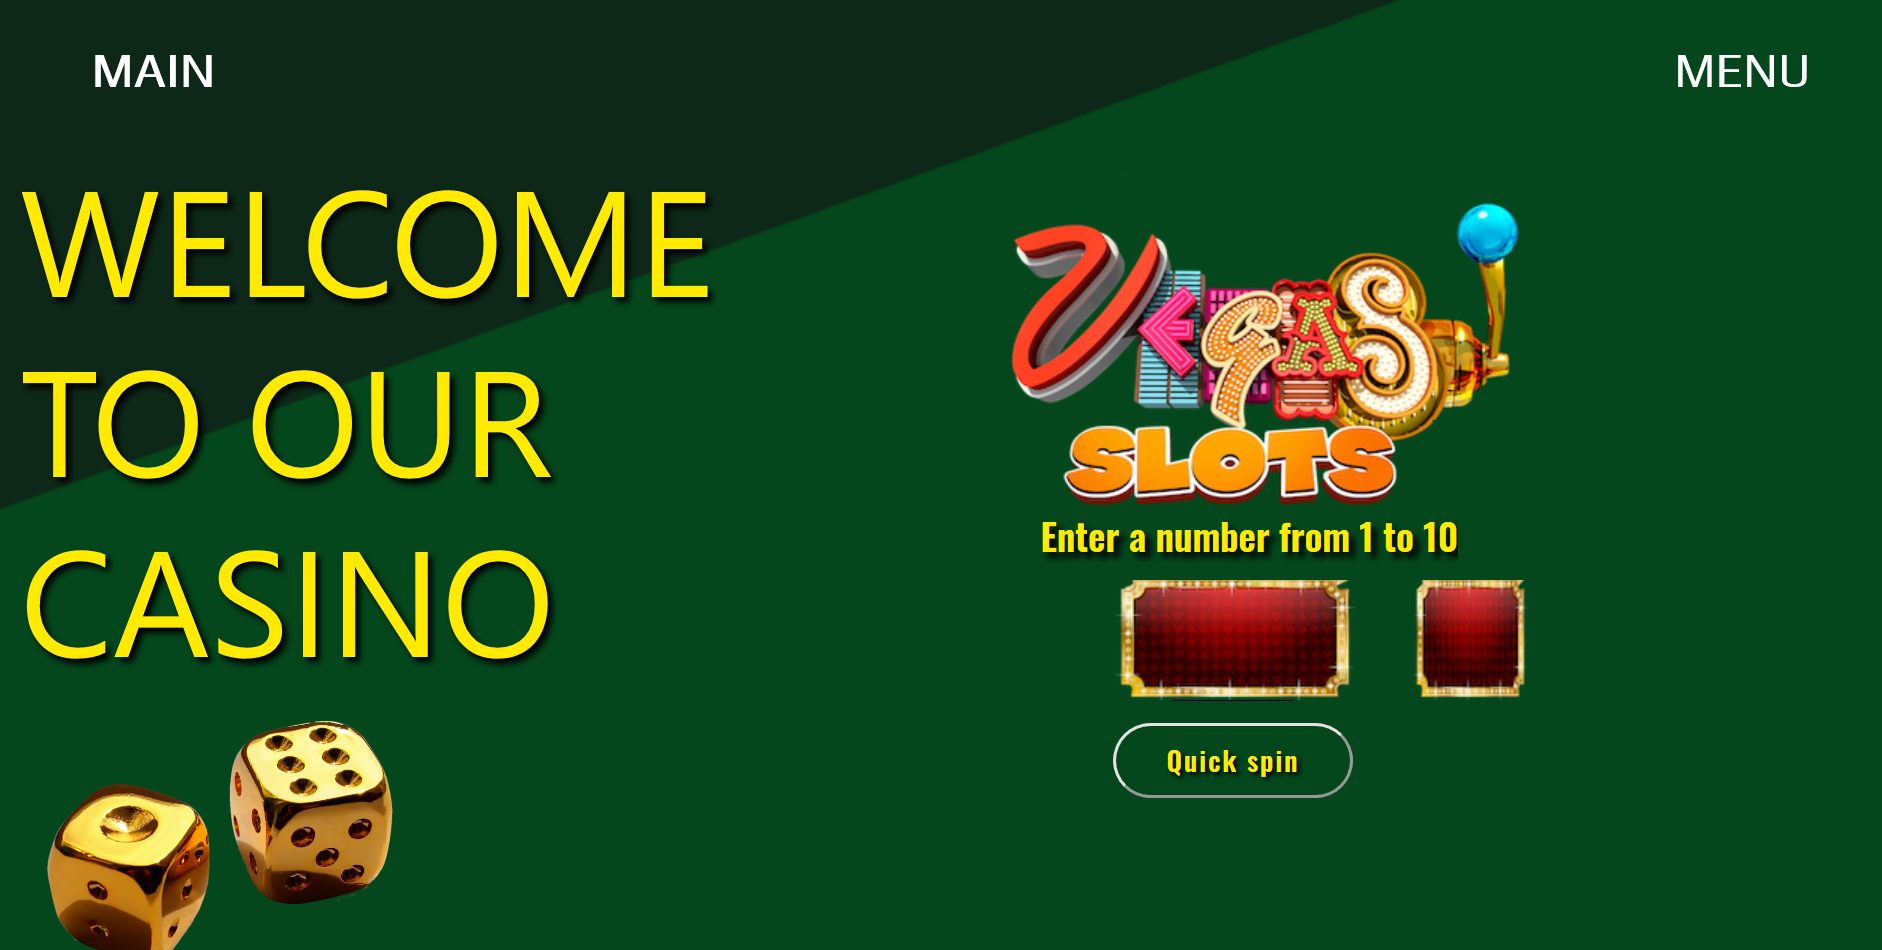 MAIN
MENU
WELCOME
TO OUR
CASINO
VEGAS
SLOTS
Enter a number from 1 to 10
Quick spin